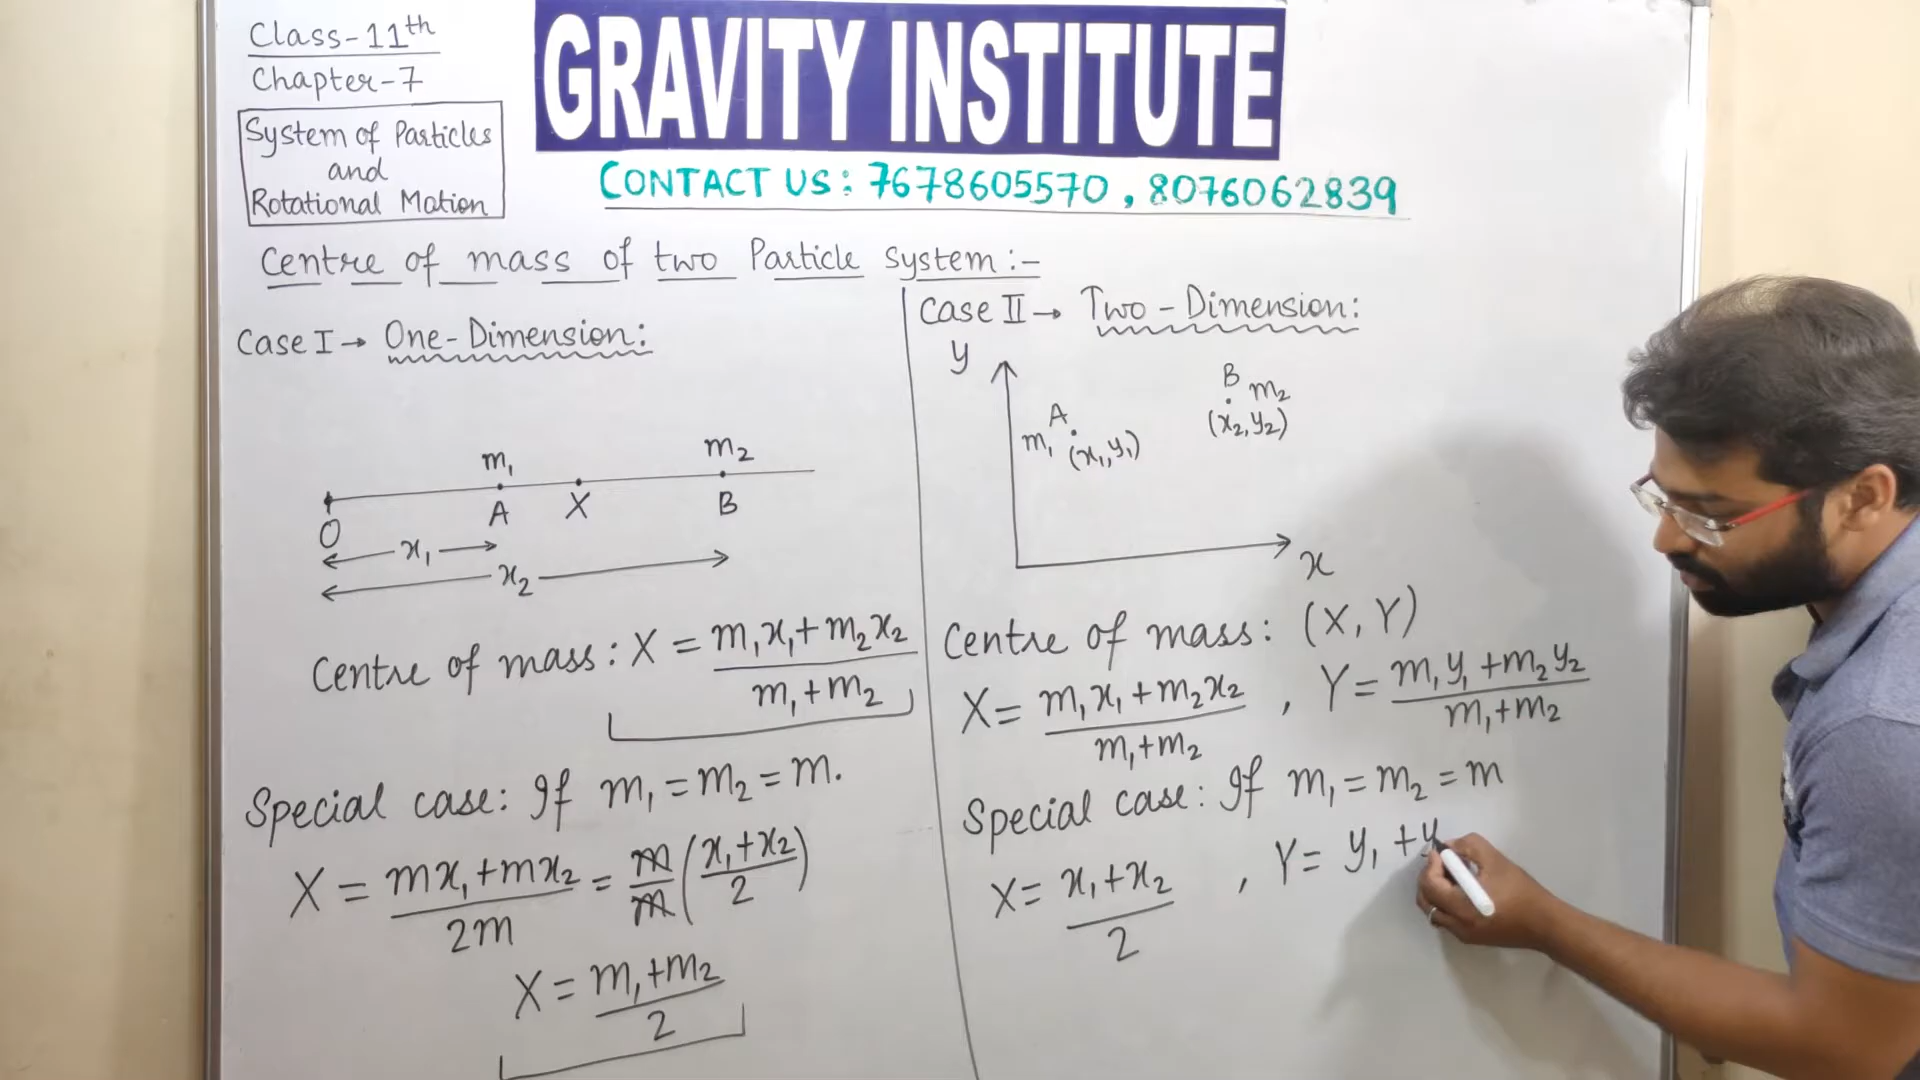 Class-11th
Chapter-7
System of Particles
and
Rotational Motion
GRAVITY INSTITUTE
CONTACT US: 7678605570, 8076062839
Centre of mass of two Particle System:-
Case I → One-Dimension:
m₁ m₂
O A X B
x₁
x₂
Centre of mass: X = (m₁x₁+m₂x₂)/(m₁+m₂)
Special case: If m₁=m₂=m.
X = (mx₁+mx₂)/2m = m/m ((x₁+x₂)/2)
X = (m₁+m₂)/2
Case II → Two-Dimension:
y
B m₂
(x₂,y₂)
A
m₁ (x₁,y₁)
x
Centre of mass: (X,Y)
X = (m₁x₁+m₂x₂)/(m₁+m₂), Y = (m₁y₁+m₂y₂)/(m₁+m₂)
Special case: If m₁=m₂=m
X = (x₁+x₂)/2, Y = y₁+y